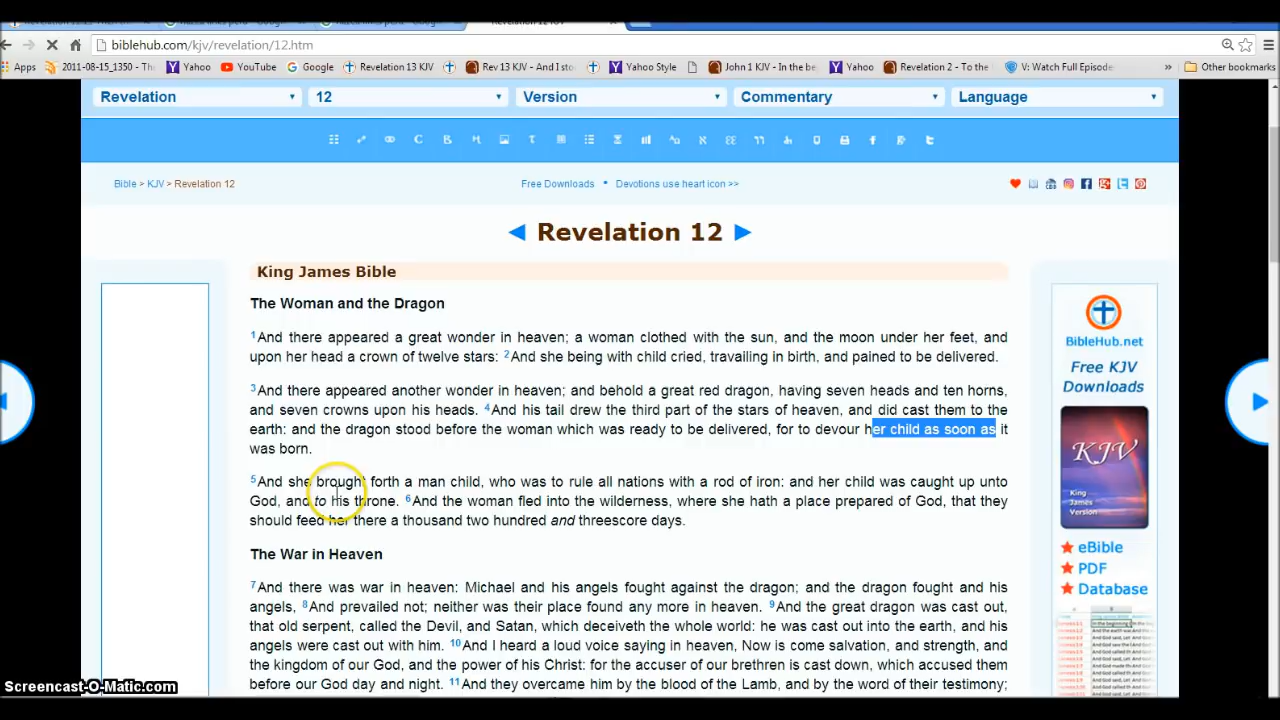 biblehub.com/kjv/revelation/12.htm
Apps 2011-08-15_1350 - Th Yahoo YouTube Google Revelation 13 KJV Rev 13 KJV - And I s Yahoo Style John 1 KJV - In the be Yahoo Revelation 2 - To the V: Watch Full Episode » Other bookmarks
Revelation 12 Version Commentary Language
Bible > KJV > Revelation 12 Free Downloads • Devotions use heart icon >>
◄ Revelation 12 ►
King James Bible
The Woman and the Dragon
1And there appeared a great wonder in heaven; a woman clothed with the sun, and the moon under her feet, and
upon her head a crown of twelve stars: 2And she being with child cried, travailing in birth, and pained to be delivered.
3And there appeared another wonder in heaven; and behold a great red dragon, having seven heads and ten horns,
and seven crowns upon his heads. 4And his tail drew the third part of the stars of heaven, and did cast them to the
earth: and the dragon stood before the woman which was ready to be delivered, for to devour her child as soon as it
was born.
5And she brought forth a man child, who was to rule all nations with a rod of iron: and her child was caught up unto
God, and to his throne. 6And the woman fled into the wilderness, where she hath a place prepared of God, that they
should feed her there a thousand two hundred and threescore days.
The War in Heaven
7And there was war in heaven: Michael and his angels fought against the dragon; and the dragon fought and his
angels, 8And prevailed not; neither was their place found any more in heaven. 9And the great dragon was cast out,
that old serpent, called the Devil, and Satan, which deceiveth the whole world: he was cast out into the earth, and his
angels were cast out with him. 10And I heard a loud voice saying in heaven, Now is come salvation, and strength, and
the kingdom of our God, and the power of his Christ: for the accuser of our brethren is cast down, which accused them
before our God day and night. 11And they overcame him by the blood of the Lamb, and by the word of their testimony;
BibleHub.net
Free KJV
Downloads
KJV
King
James
Version
eBible
PDF
Database
Screencast-O-Matic.com